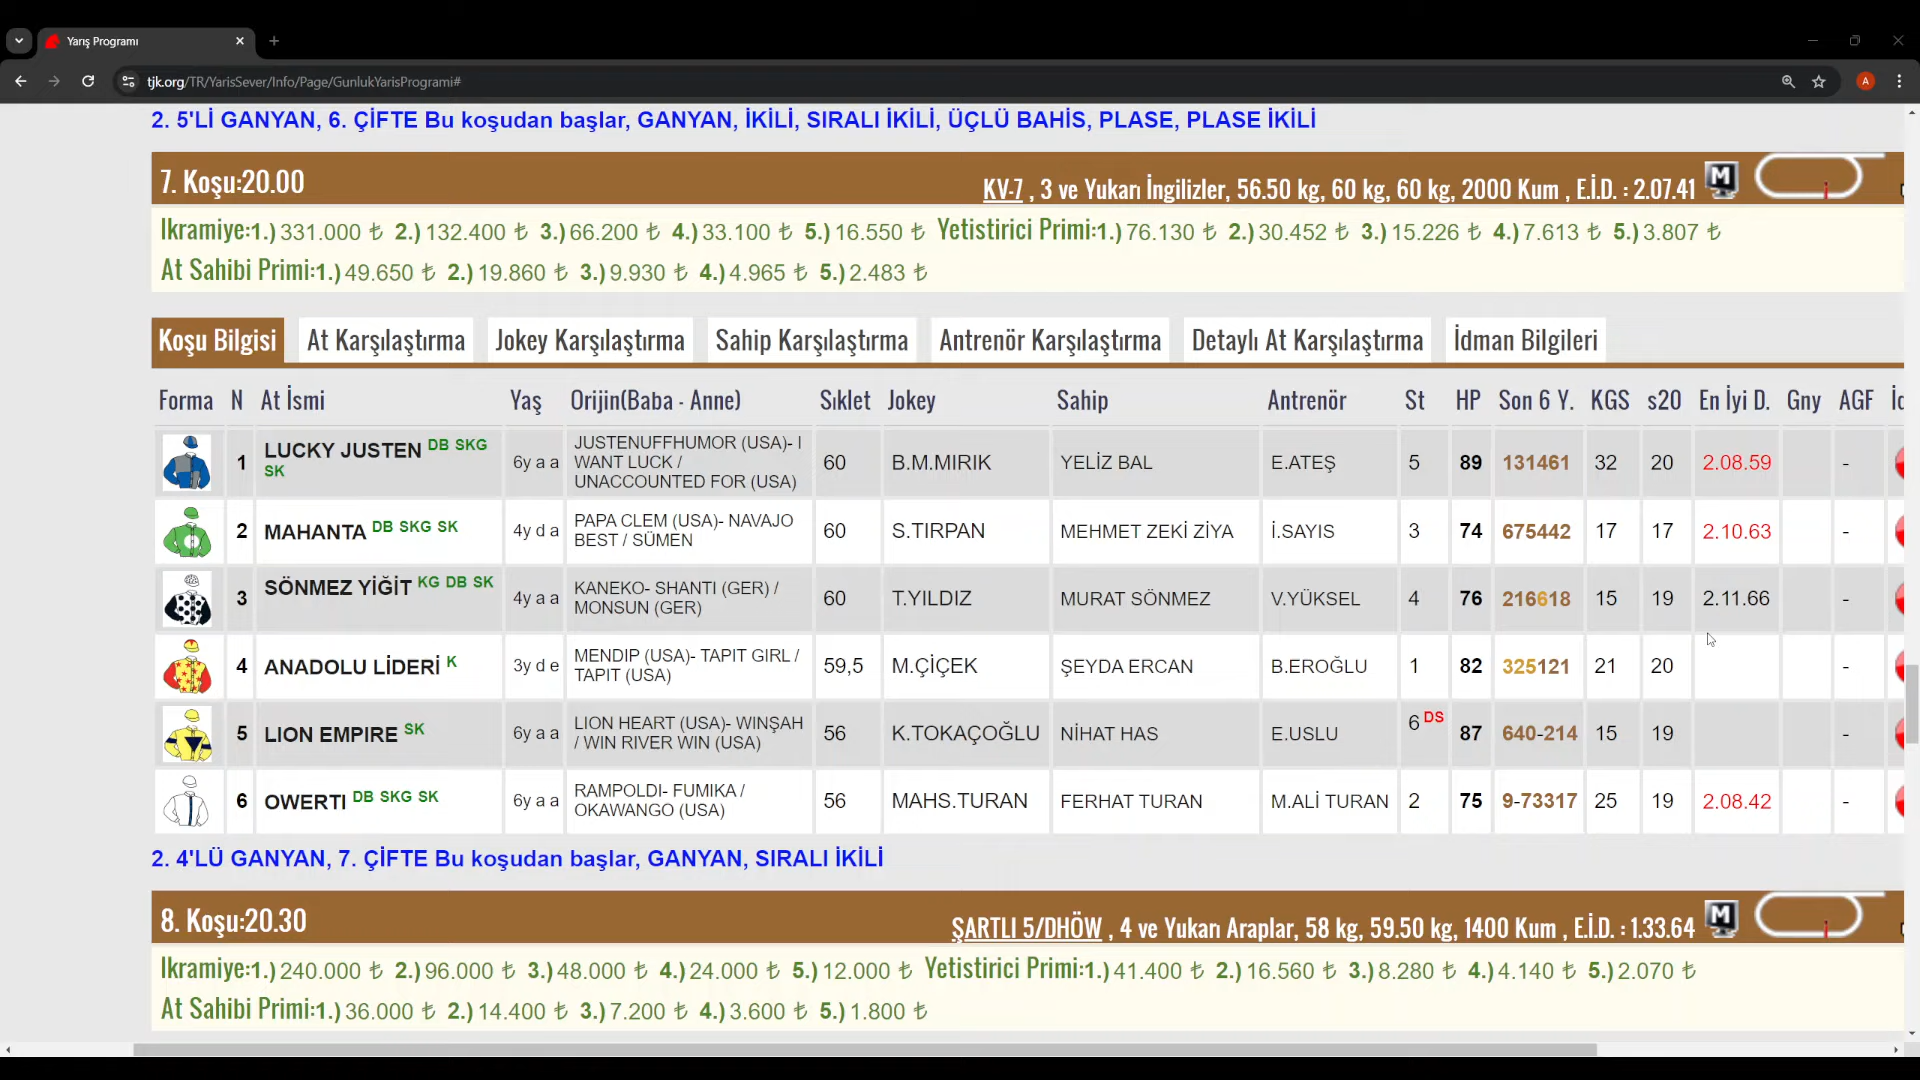 Yarış Programı
tjk.org/TR/YarisSever/Info/Page/GunlukYarisProgrami#
A
2. 5'Lİ GANYAN, 6. ÇİFTE Bu koşudan başlar, GANYAN, İKİLİ, SIRALI İKİLİ, ÜÇLÜ BAHİS, PLASE, PLASE İKİLİ
7. Koşu:20.00
KV-7 , 3 ve Yukarı İngilizler, 56.50 kg, 60 kg, 60 kg, 2000 Kum , E.İ.D. : 2.07.41 M
Ikramiye:1.) 331.000 ₺ 2.) 132.400 ₺ 3.) 66.200 ₺ 4.) 33.100 ₺ 5.) 16.550 ₺ Yetistirici Primi:1.) 76.130 ₺ 2.) 30.452 ₺ 3.) 15.226 ₺ 4.) 7.613 ₺ 5.) 3.807 ₺
At Sahibi Primi:1.) 49.650 ₺ 2.) 19.860 ₺ 3.) 9.930 ₺ 4.) 4.965 ₺ 5.) 2.483 ₺
Koşu Bilgisi At Karşılaştırma Jokey Karşılaştırma Sahip Karşılaştırma Antrenör Karşılaştırma Detaylı At Karşılaştırma İdman Bilgileri
Forma N At İsmi Yaş Orijin(Baba - Anne) Sıklet Jokey Sahip Antrenör St HP Son 6 Y. KGS s20 En İyi D. Gny AGF
1 LUCKY JUSTEN DB SKG SK 6y a a JUSTENUFFHUMOR (USA)- I WANT LUCK / UNACCOUNTED FOR (USA) 60 B.M.MIRIK YELİZ BAL E.ATEŞ 5 89 131461 32 20 2.08.59 -
2 MAHANTA DB SKG SK 4y d a PAPA CLEM (USA)- NAVAJO BEST / SÜMEN 60 S.TIRPAN MEHMET ZEKİ ZİYA İ.SAYIS 3 74 675442 17 17 2.10.63 -
3 SÖNMEZ YİĞİT KG DB SK 4y a a KANEKO- SHANTI (GER) / MONSUN (GER) 60 T.YILDIZ MURAT SÖNMEZ V.YÜKSEL 4 76 216618 15 19 2.11.66 -
4 ANADOLU LİDERİ K 3y d e MENDIP (USA)- TAPIT GIRL / TAPIT (USA) 59,5 M.ÇİÇEK ŞEYDA ERCAN B.EROĞLU 1 82 325121 21 20 -
5 LION EMPIRE SK 6y a a LION HEART (USA)- WINŞAH / WIN RIVER WIN (USA) 56 K.TOKAÇOĞLU NİHAT HAS E.USLU 6 DS 87 640-214 15 19 -
6 OWERTI DB SKG SK 6y a a RAMPOLDI- FUMIKA / OKAWANGO (USA) 56 MAHS.TURAN FERHAT TURAN M.ALİ TURAN 2 75 9-73317 25 19 2.08.42 -
2. 4'LÜ GANYAN, 7. ÇİFTE Bu koşudan başlar, GANYAN, SIRALI İKİLİ
8. Koşu:20.30
ŞARTLI 5/DHÖW , 4 ve Yukarı Araplar, 58 kg, 59.50 kg, 1400 Kum , E.İ.D. : 1.33.64 M
Ikramiye:1.) 240.000 ₺ 2.) 96.000 ₺ 3.) 48.000 ₺ 4.) 24.000 ₺ 5.) 12.000 ₺ Yetistirici Primi:1.) 41.400 ₺ 2.) 16.560 ₺ 3.) 8.280 ₺ 4.) 4.140 ₺ 5.) 2.070 ₺
At Sahibi Primi:1.) 36.000 ₺ 2.) 14.400 ₺ 3.) 7.200 ₺ 4.) 3.600 ₺ 5.) 1.800 ₺